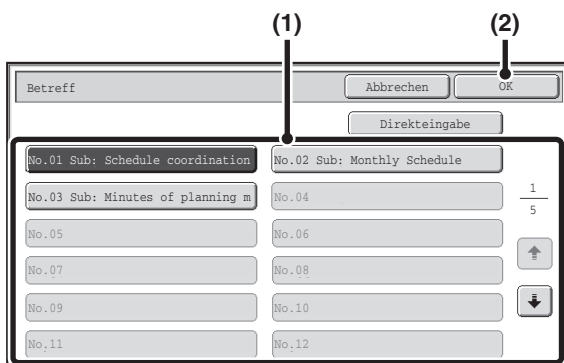 (1) (2)
Betreff Abbrechen OK
Direkteingabe
No.01 Sub: Schedule coordination No.02 Sub: Monthly Schedule
No.03 Sub: Minutes of planning m No.04 1
5
No.05 No.06
No.07 No.08
No.09 No.10
No.11 No.12